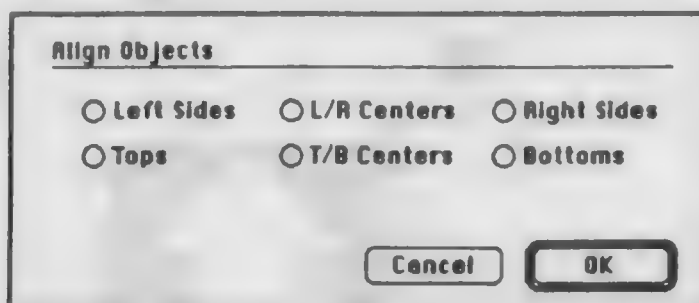 Align Objects
Left Sides L/R Centers Right Sides
Tops T/B Centers Bottoms
Cancel OK